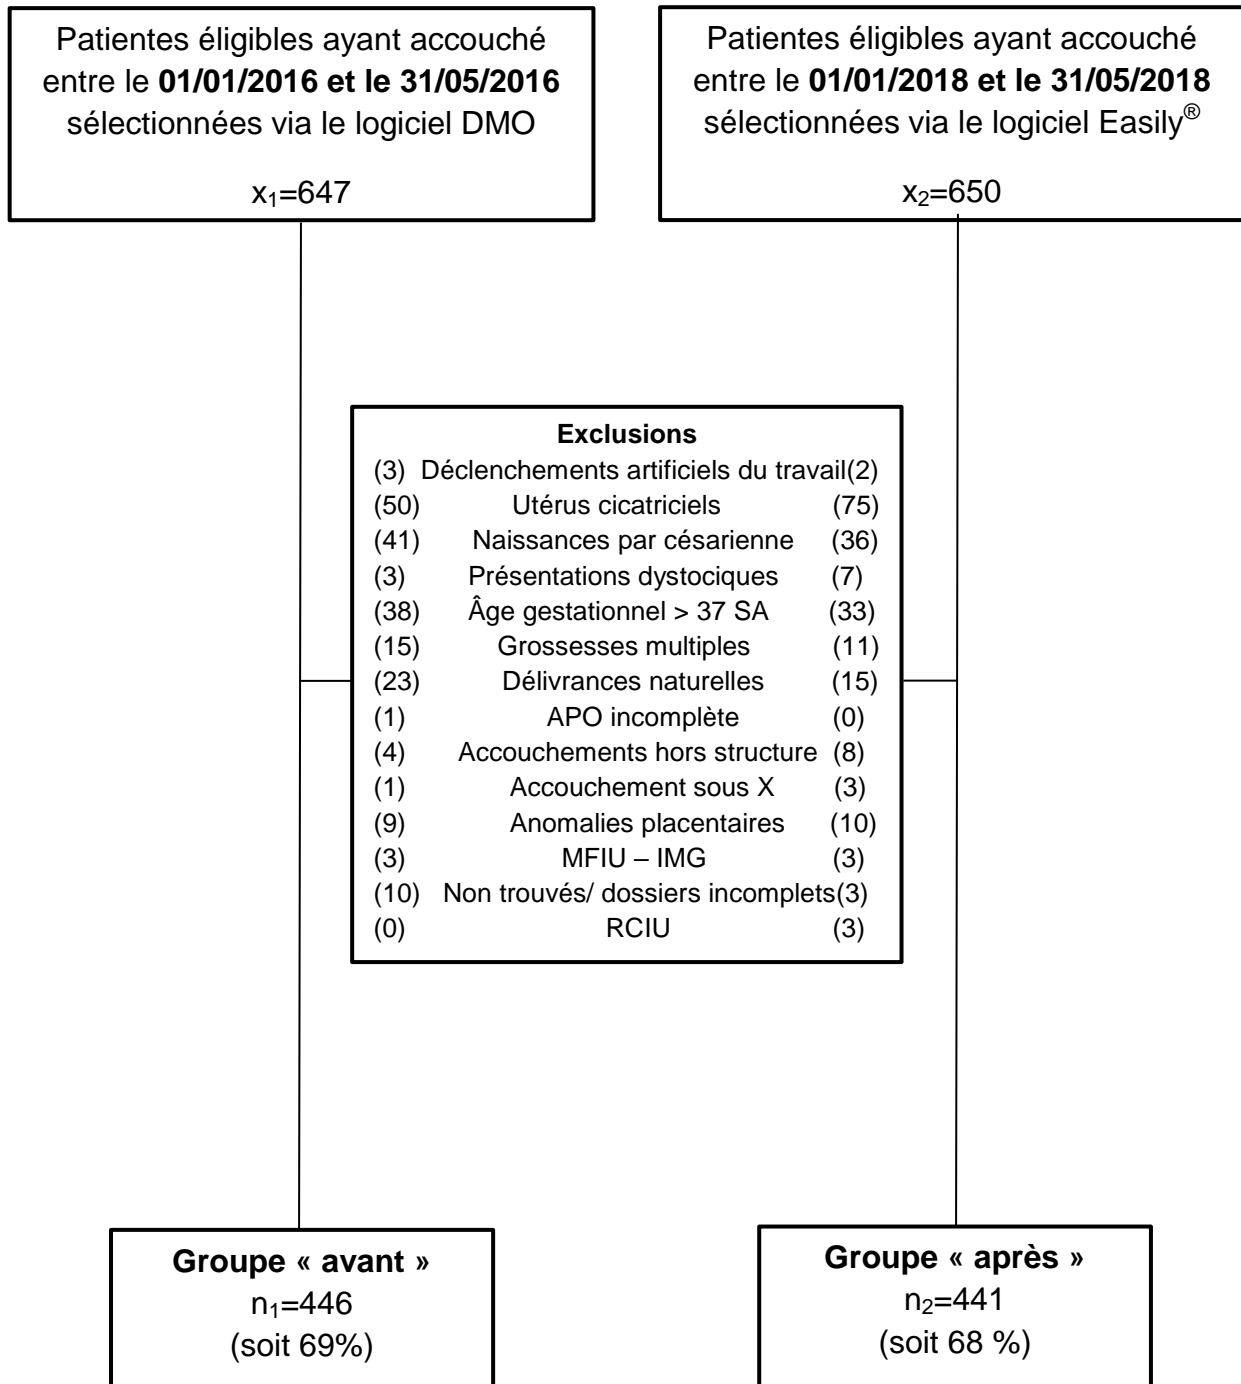 Patientes éligibles ayant accouché
entre le 01/01/2016 et le 31/05/2016
sélectionnées via le logiciel DMO
x₁=647
Patientes éligibles ayant accouché
entre le 01/01/2018 et le 31/05/2018
sélectionnées via le logiciel Easily®
x₂=650
Exclusions
(3) Déclenchements artificiels du travail(2)
(50) Utérus cicatriciels (75)
(41) Naissances par césarienne (36)
(3) Présentations dystociques (7)
(38) Âge gestationnel > 37 SA (33)
(15) Grossesses multiples (11)
(23) Délivrances naturelles (15)
(1) APO incomplète (0)
(4) Accouchements hors structure (8)
(1) Accouchement sous X (3)
(9) Anomalies placentaires (10)
(3) MFIU – IMG (3)
(10) Non trouvés/ dossiers incomplets(3)
(0) RCIU (3)
Groupe « avant »
n₁=446
(soit 69%)
Groupe « après »
n₂=441
(soit 68 %)